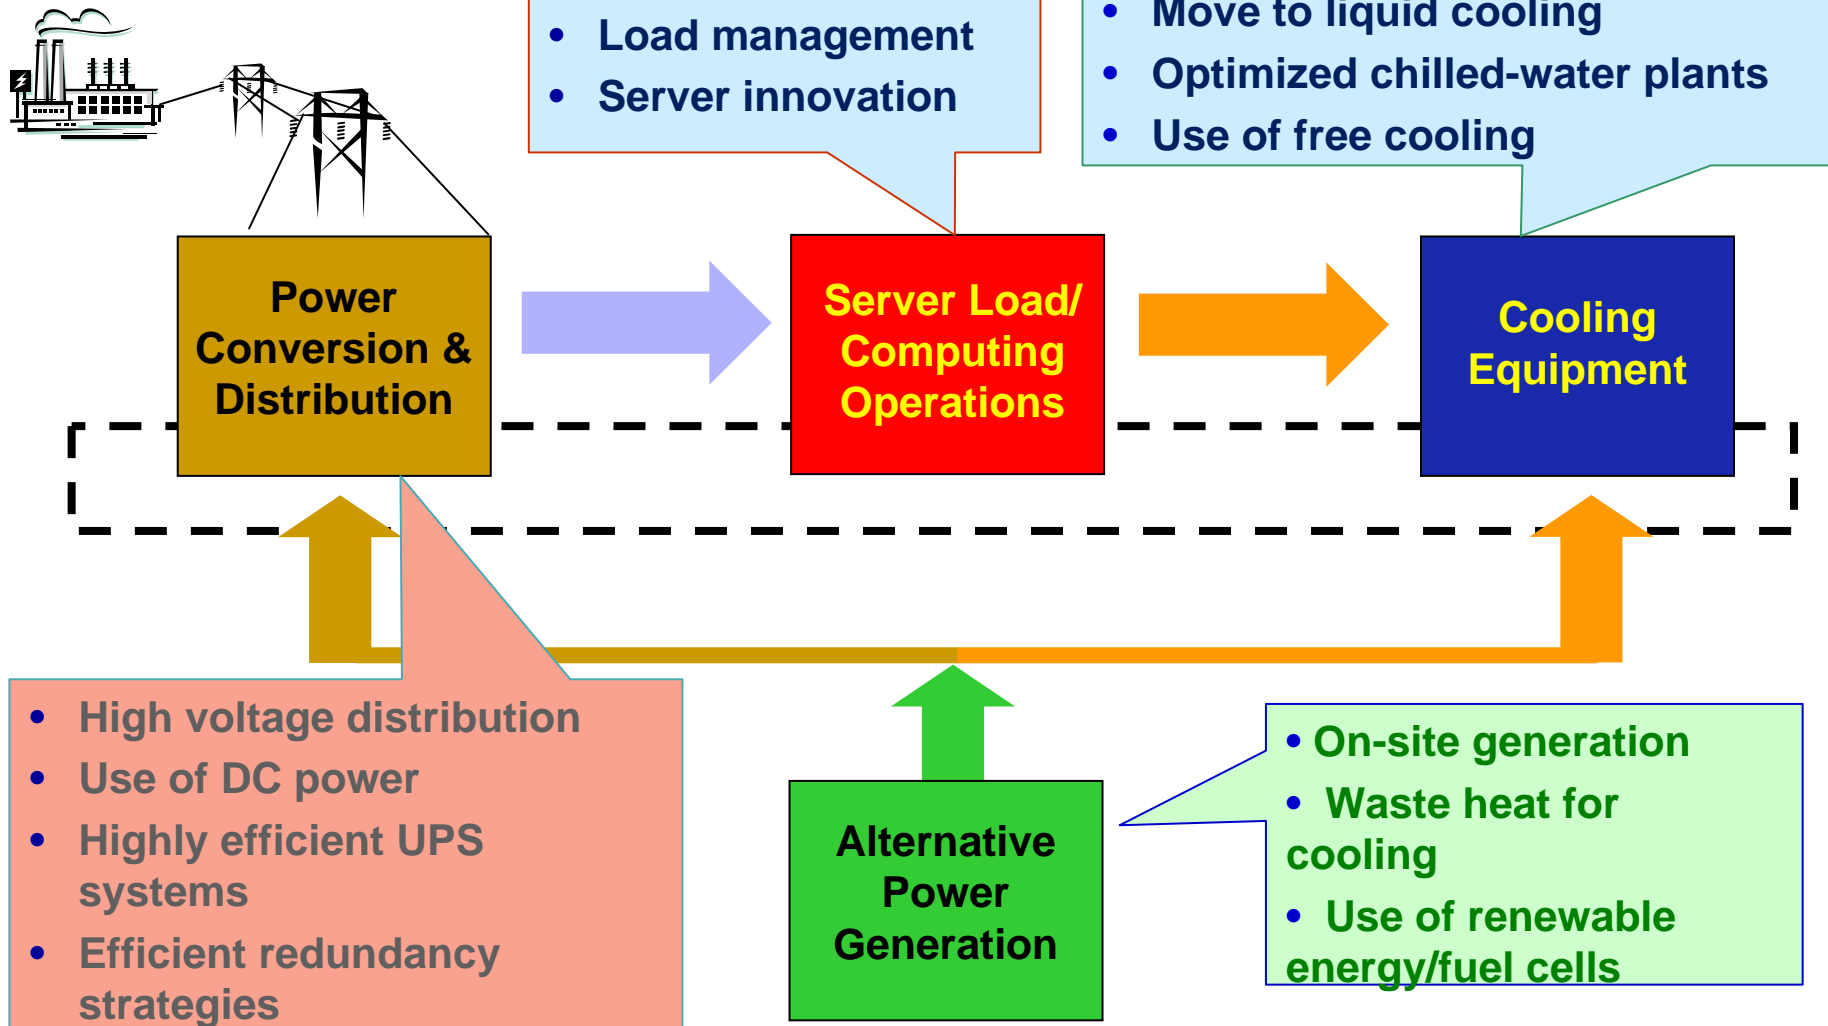 • Load management
• Server innovation
• Move to liquid cooling
• Optimized chilled-water plants
• Use of free cooling
Power
Conversion &
Distribution
Server Load/
Computing
Operations
Cooling
Equipment
• High voltage distribution
• Use of DC power
• Highly efficient UPS
systems
• Efficient redundancy
strategies
Alternative
Power
Generation
• On-site generation
• Waste heat for
cooling
• Use of renewable
energy/fuel cells